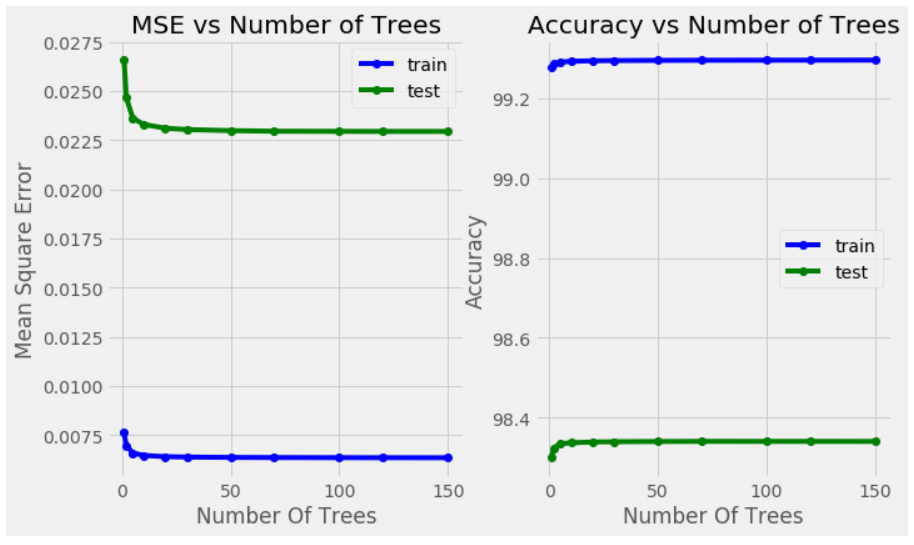 MSE vs Number of Trees
Mean Square Error
0.0275
0.0250
0.0225
0.0200
0.0175
0.0150
0.0125
0.0100
0.0075
train
test
0
50
100
150
Number Of Trees
Accuracy vs Number of Trees
Accuracy
99.2
99.0
98.8
98.6
98.4
train
test
0
50
100
150
Number Of Trees